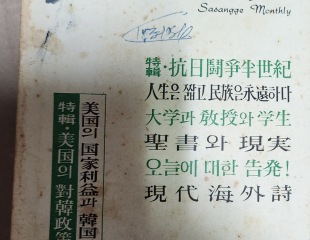 Sasangge Monthly
特輯·抗日鬪爭半世紀
人生은 짧고 民族은 永遠하다
大学과 敎授와 学生
聖書와 現実
오늘에 대한 告発!
現代海外詩
美国의 国家利益과 韓国
特輯·美国의 對韓政策